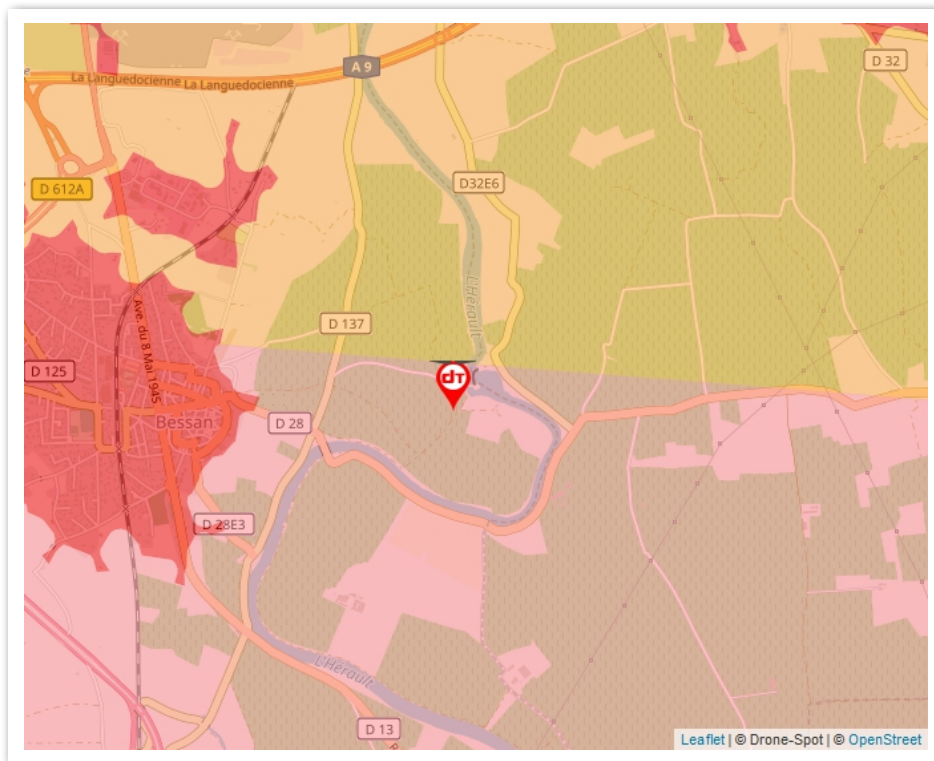 A 9
D 32
La Languedocienne La Languedocienne
D 612A
D32E6
L'Hérault
Ave. du 8 Mai 1945
D 137
D 125
dT
Bessan
D 28
D 28E3
L'Hérault
D 13
Leaflet | © Drone-Spot | © OpenStreet